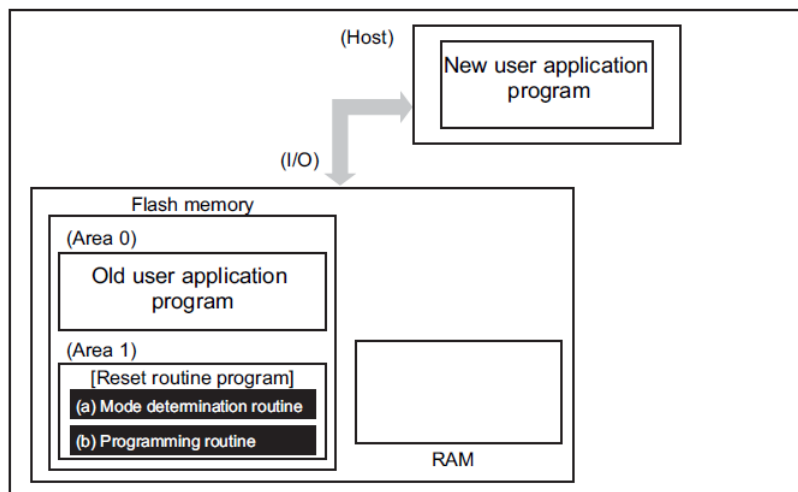 (Host)
New user application
program
(I/O)
Flash memory
(Area 0)
Old user application
program
(Area 1)
[Reset routine program]
(a) Mode determination routine
(b) Programming routine
RAM